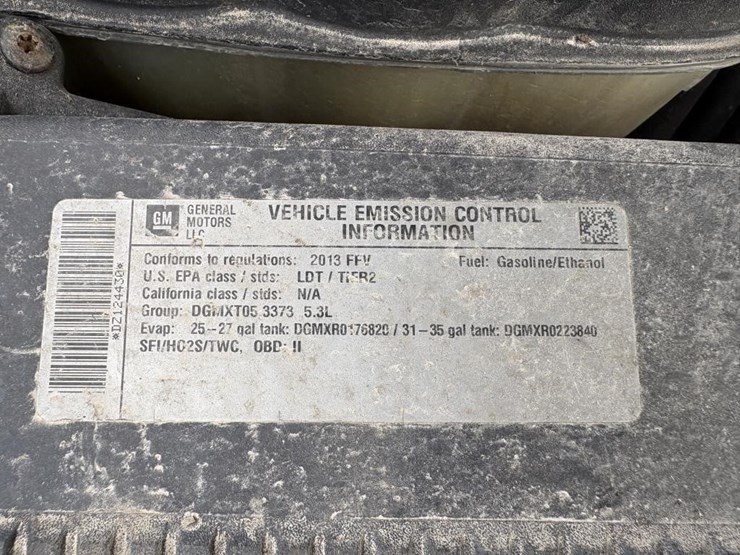 *DZ124430*
GM
GENERAL
MOTORS
LLC
VEHICLE EMISSION CONTROL
INFORMATION
Conforms to regulations: 2013 FFV
Fuel: Gasoline/Ethanol
U.S. EPA class / stds: LDT / TIER2
California class / stds: N/A
Group: DGMXT05.3373 5.3L
Evap: 25-27 gal tank: DGMXR0176820 / 31-35 gal tank: DGMXR0223840
SFI/HO2S/TWC, OBD: II